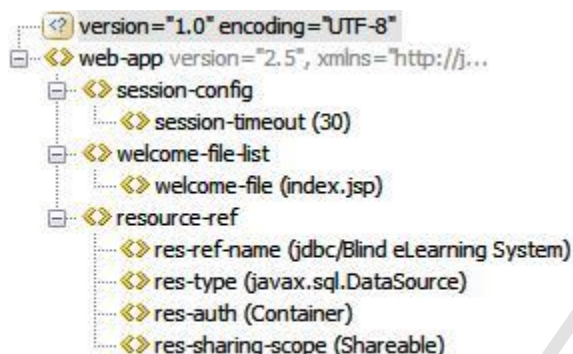 version="1.0" encoding="UTF-8"
web-app version="2.5", xmlns="http://j...
session-config
session-timeout (30)
welcome-file-list
welcome-file (index.jsp)
resource-ref
res-ref-name (jdbc/Blind eLearning System)
res-type (javax.sql.DataSource)
res-auth (Container)
res-sharing-scope (Shareable)